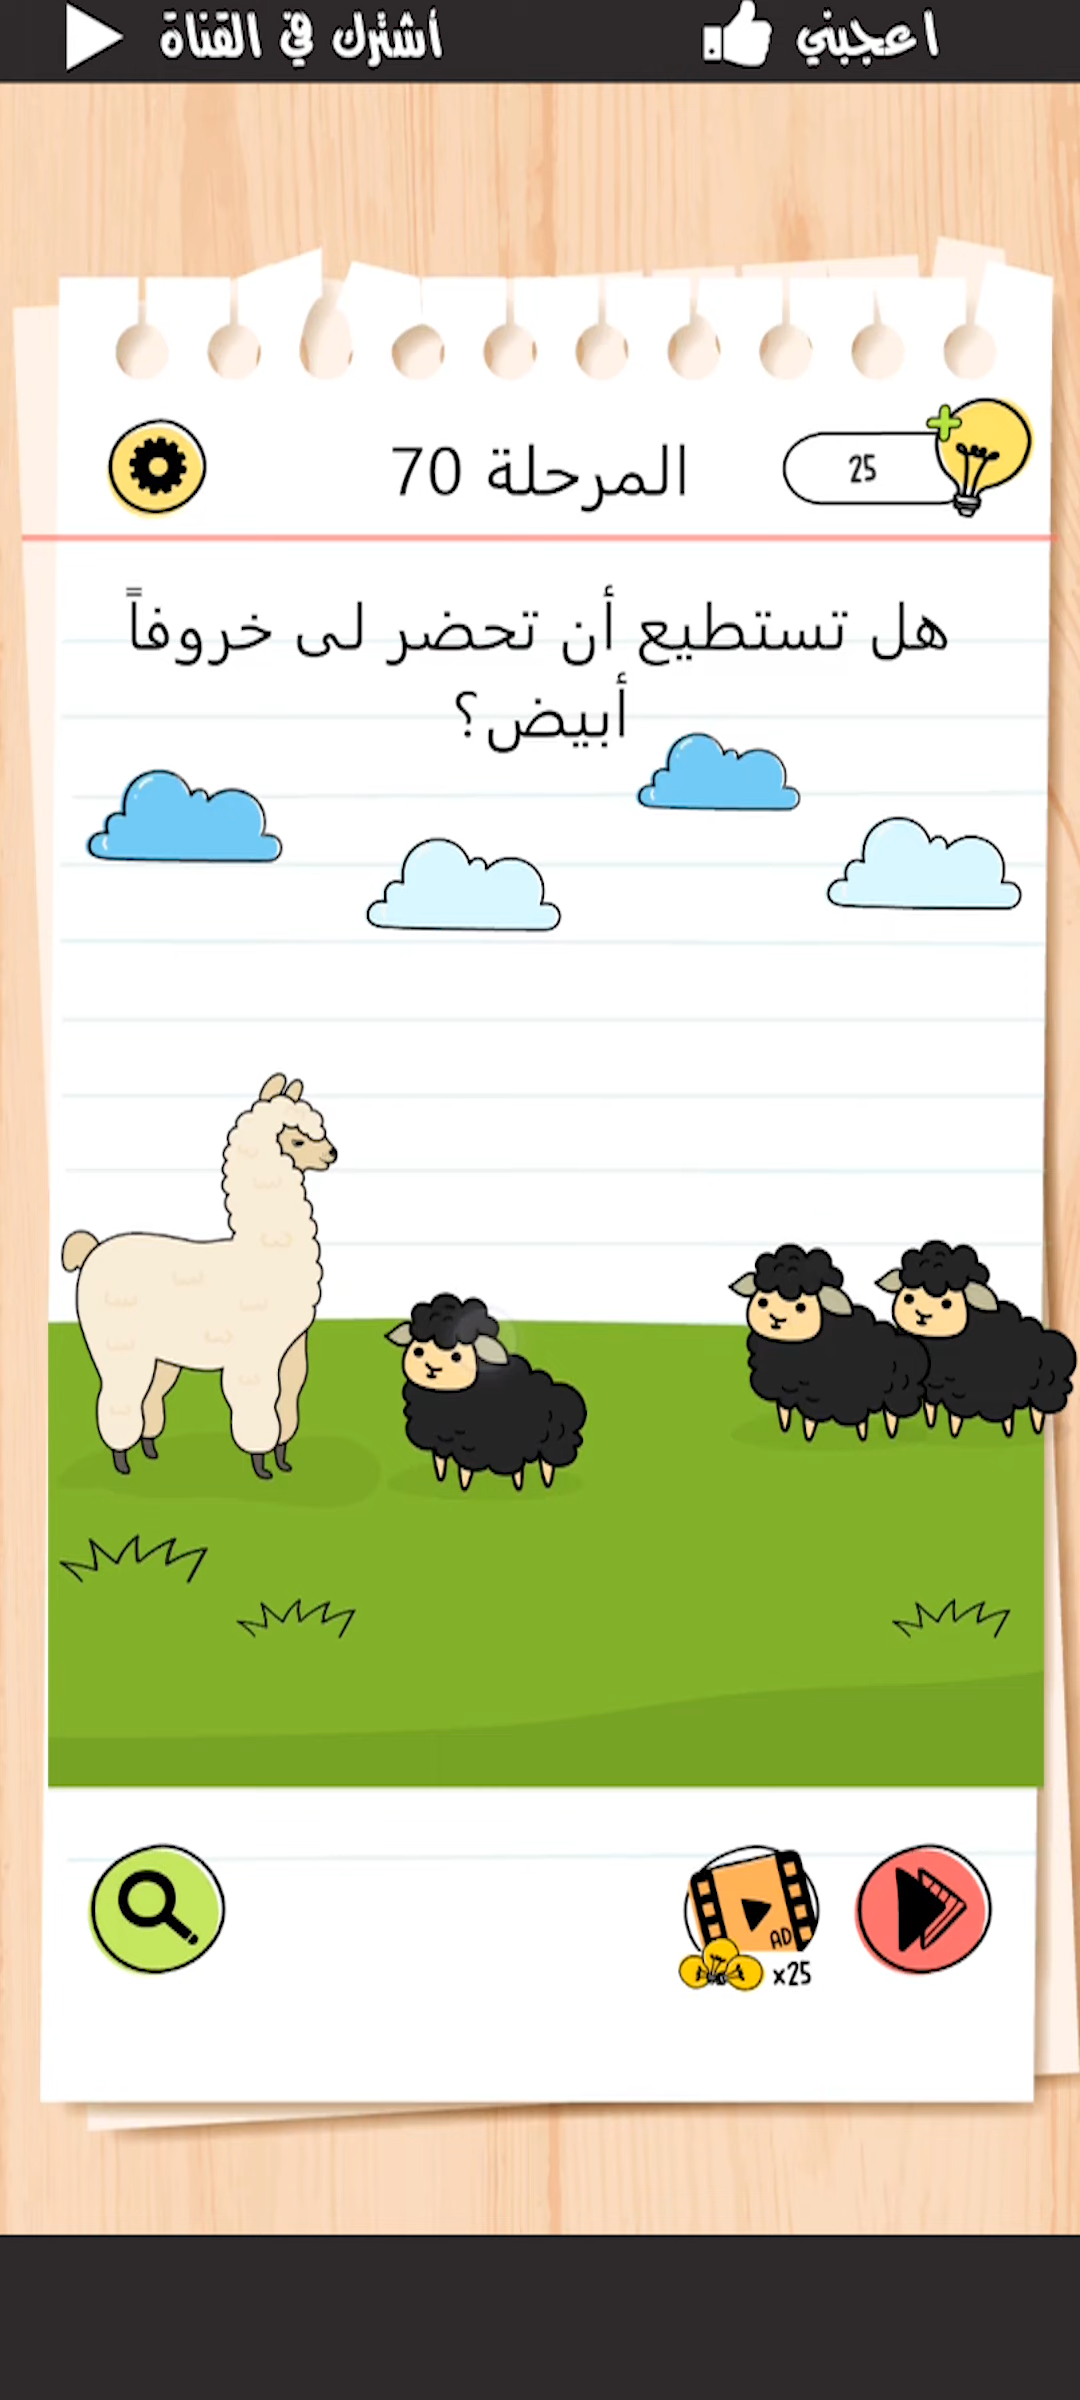 اعجبني
أشترك في القناة
المرحلة 70
25
هل تستطيع أن تحضر لى خروفاً
أبيض؟
AD
x25